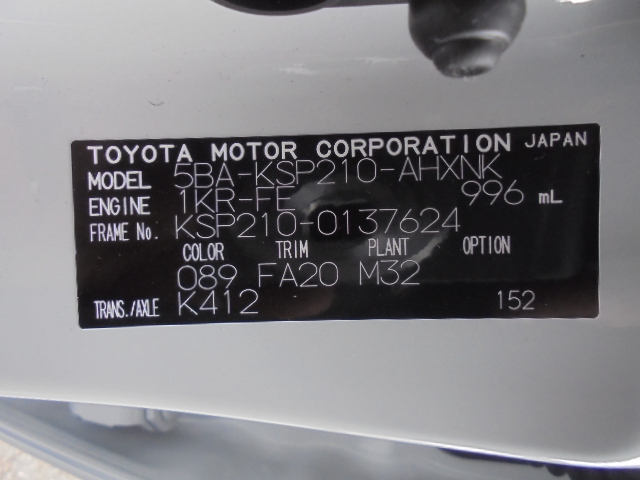 TOYOTA MOTOR CORPORATION JAPAN
MODEL 5BA-KSP210-AHXNK
ENGINE 1KR-FE 996 mL
FRAME No. KSP210-0137624
COLOR TRIM PLANT OPTION
089 FA20 M32
TRANS./AXLE K412 152